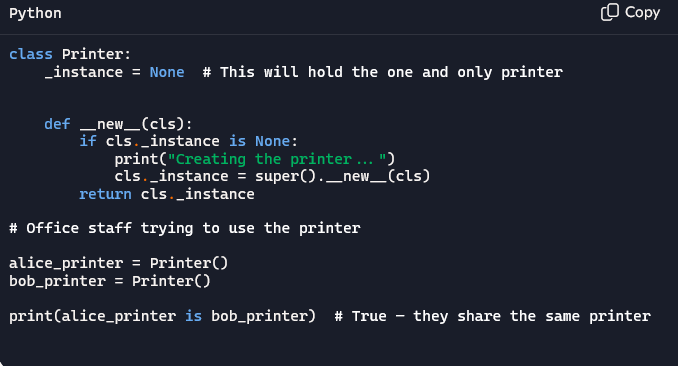 Python
Copy
class Printer:
    _instance = None  # This will hold the one and only printer
    def __new__(cls):
        if cls._instance is None:
            print("Creating the printer...")
            cls._instance = super().__new__(cls)
        return cls._instance
# Office staff trying to use the printer
alice_printer = Printer()
bob_printer = Printer()
print(alice_printer is bob_printer)  # True — they share the same printer